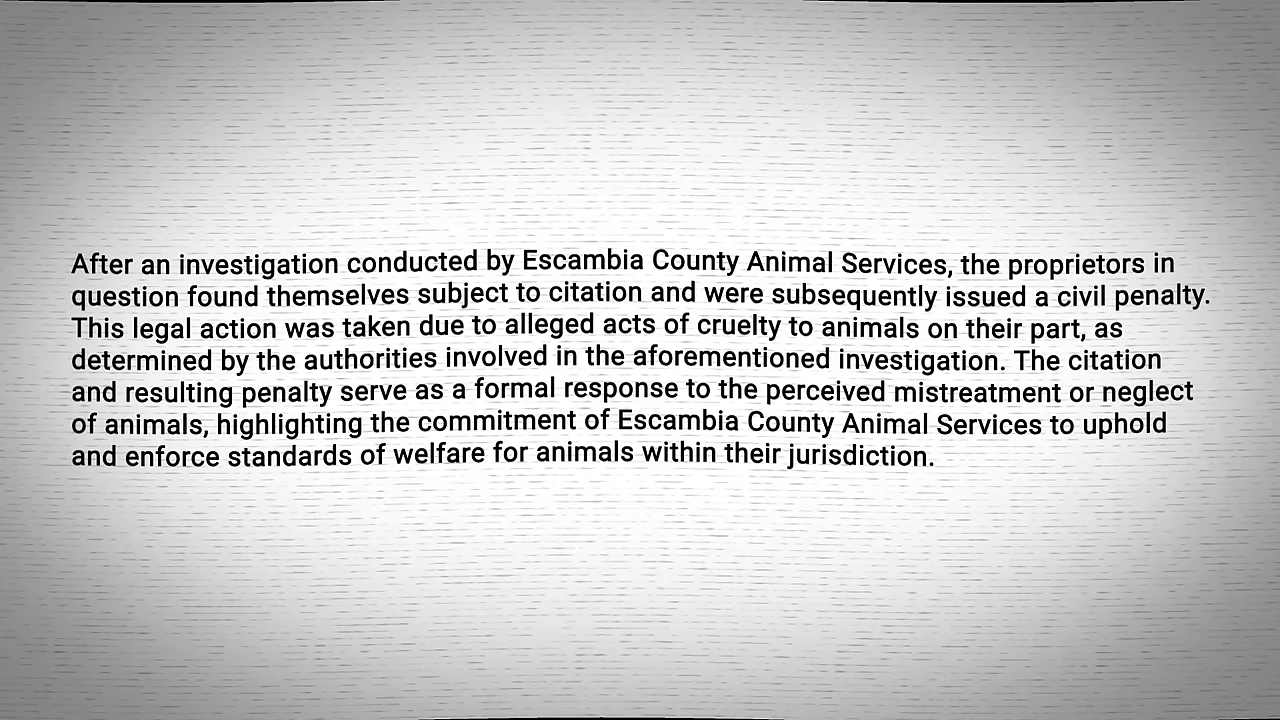 After an investigation conducted by Escambia County Animal Services, the proprietors in
question found themselves subject to citation and were subsequently issued a civil penalty.
This legal action was taken due to alleged acts of cruelty to animals on their part, as
determined by the authorities involved in the aforementioned investigation. The citation
and resulting penalty serve as a formal response to the perceived mistreatment or neglect
of animals, highlighting the commitment of Escambia County Animal Services to uphold
and enforce standards of welfare for animals within their jurisdiction.